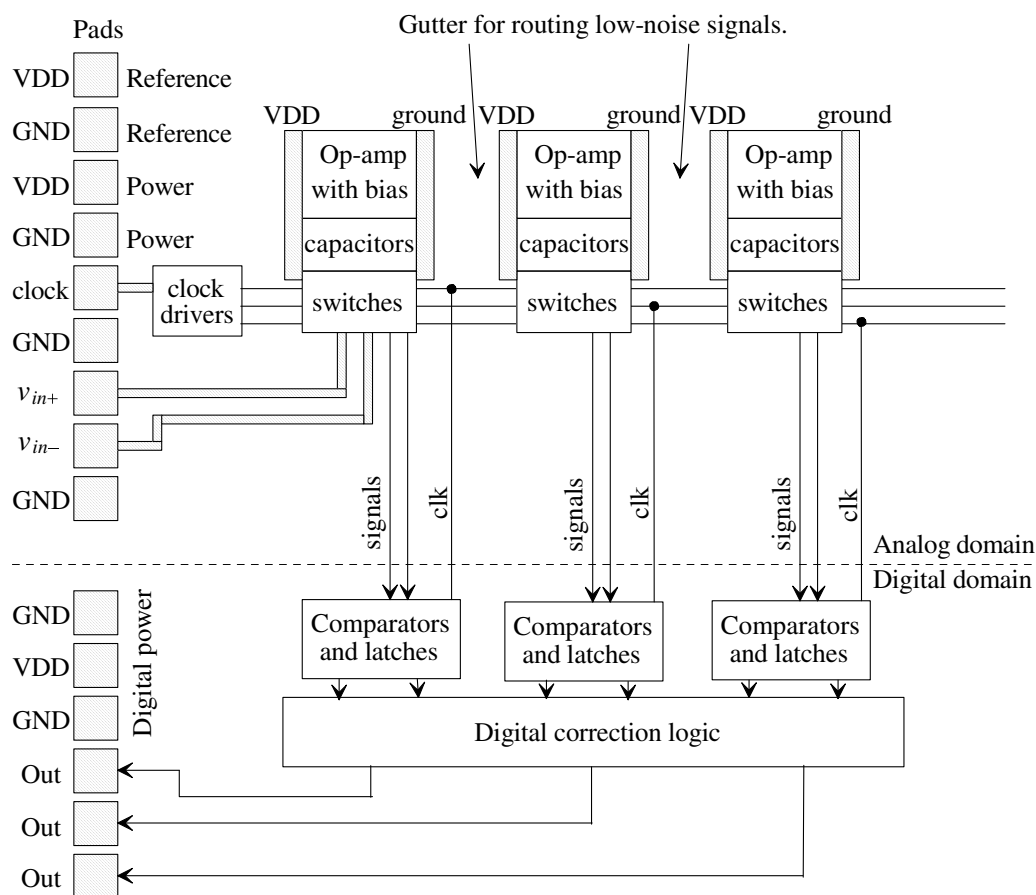 Gutter for routing low-noise signals.
Pads
VDD Reference
GND Reference
VDD Power
GND Power
clock
GND
v in+
v in−
GND
clock
drivers
VDD ground
Op-amp
with bias
capacitors
switches
VDD ground
Op-amp
with bias
capacitors
switches
VDD ground
Op-amp
with bias
capacitors
switches
signals
clk
signals
clk
signals
clk
Analog domain
Digital domain
GND
VDD
GND
Digital power
Out
Out
Out
Comparators
and latches
Comparators
and latches
Comparators
and latches
Digital correction logic